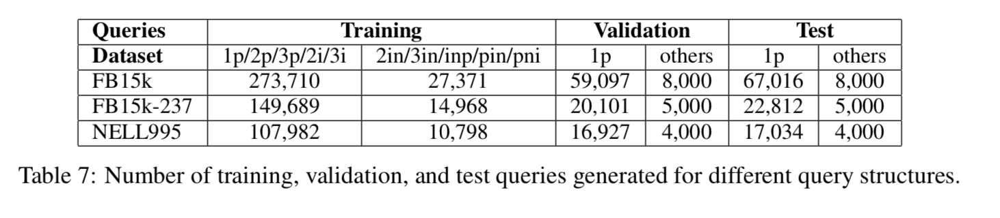 Queries Training Validation Test
Dataset 1p/2p/3p/2i/3i 2in/3in/inp/pin/pni 1p others 1p others
FB15k 273,710 27,371 59,097 8,000 67,016 8,000
FB15k-237 149,689 14,968 20,101 5,000 22,812 5,000
NELL995 107,982 10,798 16,927 4,000 17,034 4,000
Table 7: Number of training, validation, and test queries generated for different query structures.